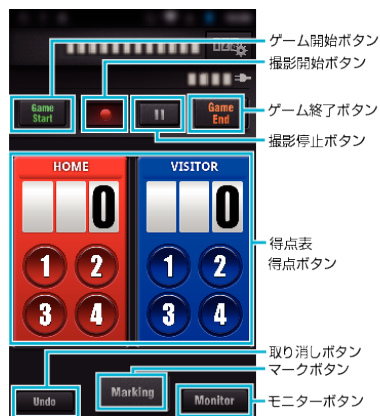 ゲーム開始ボタン
撮影開始ボタン
Game
Start
Game
End
ゲーム終了ボタン
撮影停止ボタン
HOME
VISITOR
0
0
1 2
1 2
3 4
3 4
得点表
得点ボタン
取り消しボタン
マークボタン
Undo
Marking
Monitor
モニターボタン